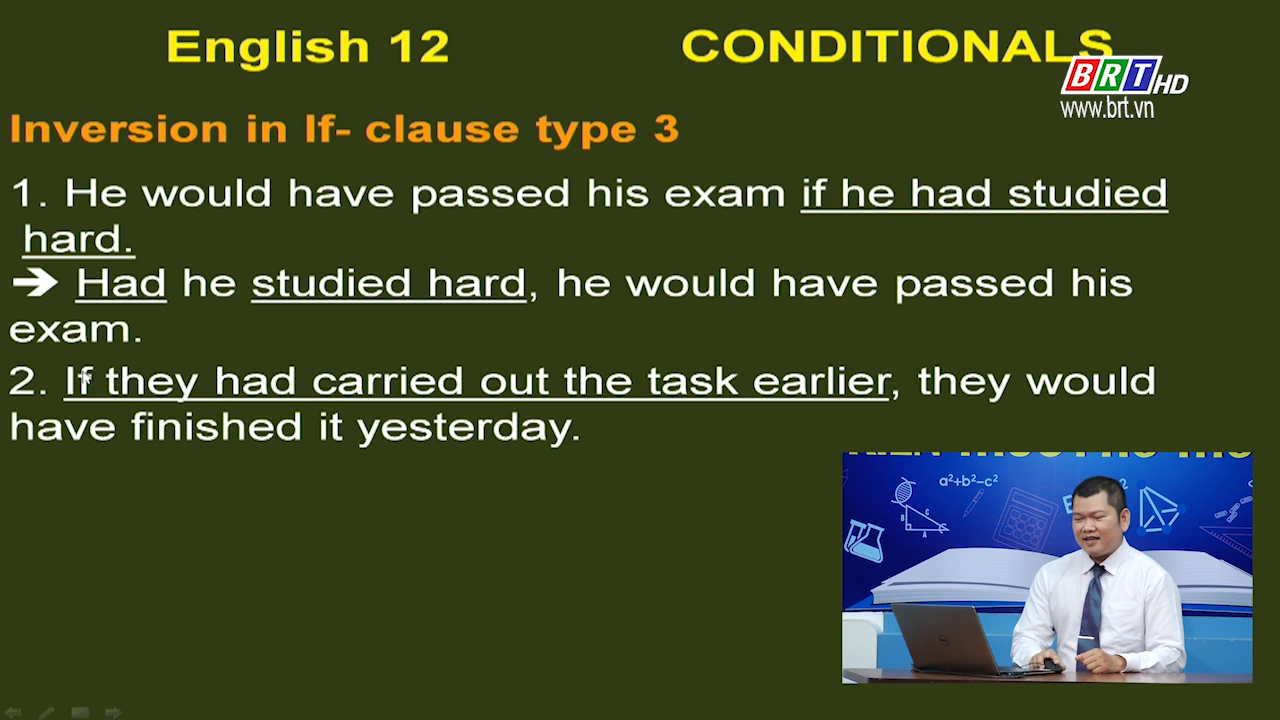 English 12 CONDITIONALS
BRT HD
www.brt.vn
Inversion in If- clause type 3
1. He would have passed his exam if he had studied
hard.
➔ Had he studied hard, he would have passed his
exam.
2. If they had carried out the task earlier, they would
have finished it yesterday.
a²+b²–c²
B
C
A